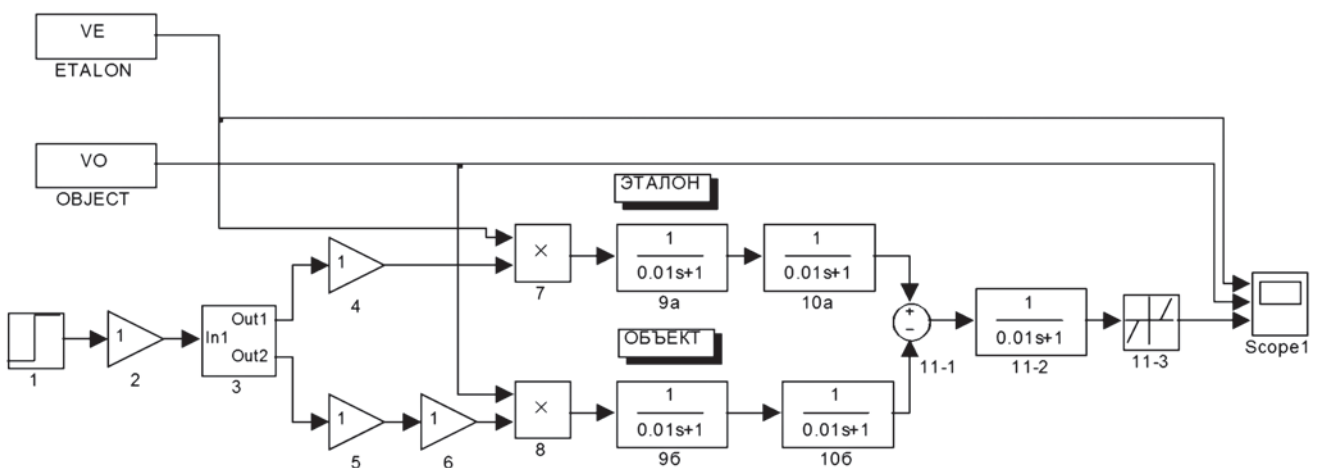 VE
ETALON
VO
OBJECT
ЭТАЛОН
×
7
1
0.01s+1
9а
1
0.01s+1
10а
1
4
1
1
2
In1
Out1
Out2
3
+
−
11-1
1
0.01s+1
11-2
11-3
Scope1
ОБЪЕКТ
1
5
1
6
×
8
1
0.01s+1
9б
1
0.01s+1
10б